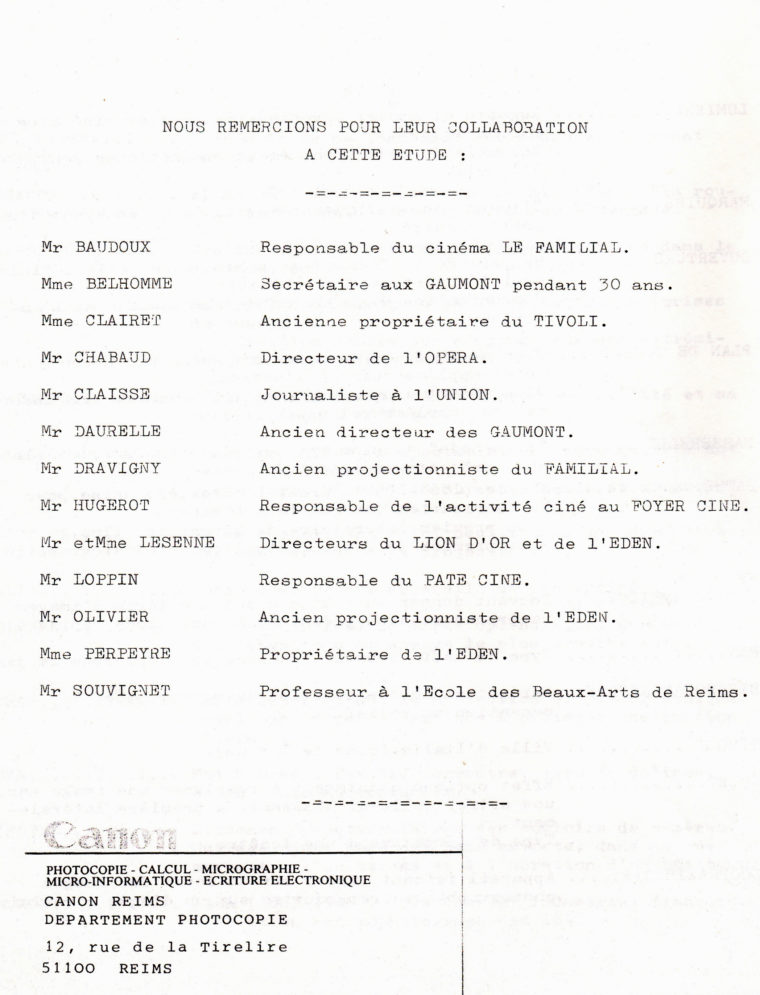 NOUS REMERCIONS POUR LEUR COLLABORATION
A CETTE ETUDE :
-=-=-=-=-=-=-=-=-
Mr BAUDOUX Responsable du cinéma LE FAMILIAL.
Mme BELHOMME Secrétaire aux GAUMONT pendant 30 ans.
Mme CLAIRET Ancienne propriétaire du TIVOLI.
Mr CHABAUD Directeur de l'OPERA.
Mr CLAISSE Journaliste à l'UNION.
Mr DAURELLE Ancien directeur des GAUMONT.
Mr DRAVIGNY Ancien projectionniste du FAMILIAL.
Mr HUGEROT Responsable de l'activité ciné au FOYER CINE.
Mr etMme LESENNE Directeurs du LION D'OR et de l'EDEN.
Mr LOPPIN Responsable du PATE CINE.
Mr OLIVIER Ancien projectionniste de l'EDEN.
Mme PERPEYRE Propriétaire de l'EDEN.
Mr SOUVIGNET Professeur à l'Ecole des Beaux-Arts de Reims.
-=-=-=-=-=-=-=-=-=-
Canon
PHOTOCOPIE - CALCUL - MICROGRAPHIE -
MICRO-INFORMATIQUE - ECRITURE ELECTRONIQUE
CANON REIMS
DEPARTEMENT PHOTOCOPIE
12, rue de la Tirelire
51100 REIMS